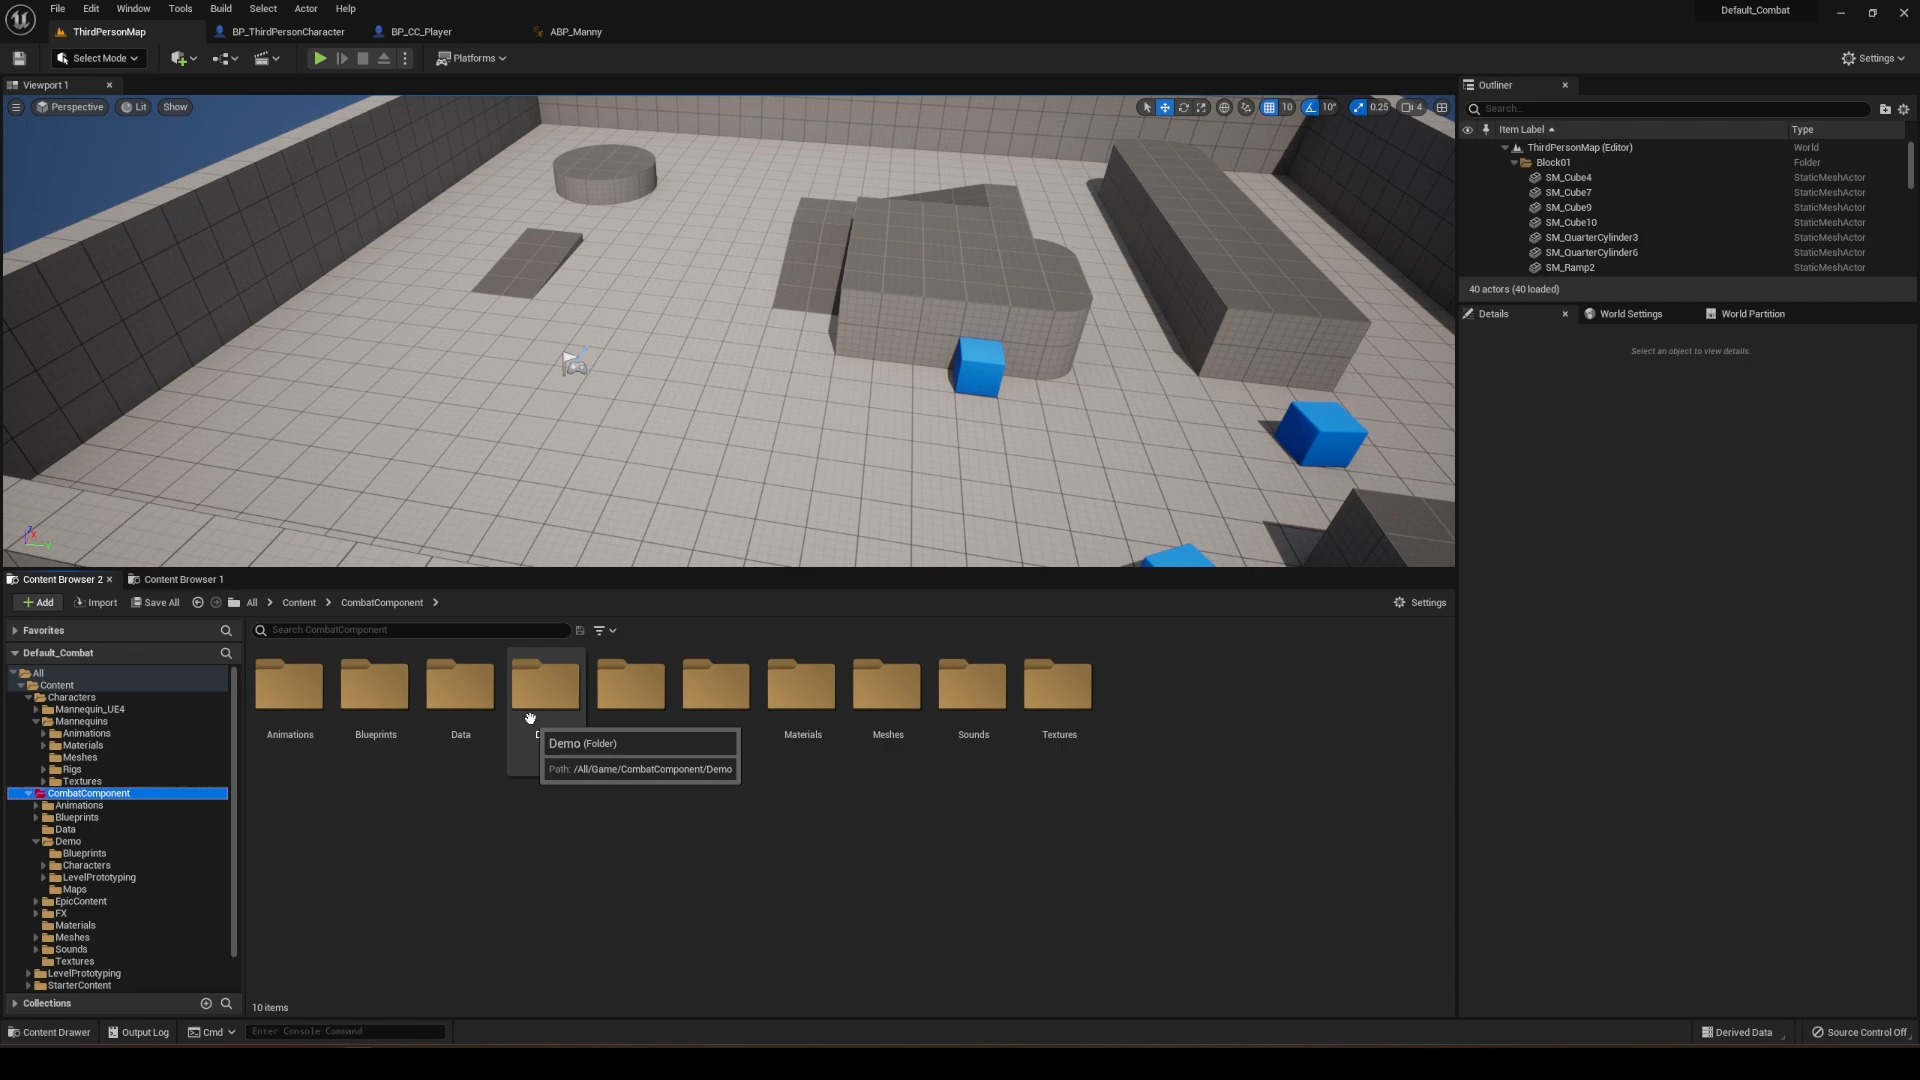 File Edit Window Tools Build Select Actor Help
Default_Combat
ThirdPersonMap
BP_ThirdPersonCharacter
BP_CC_Player
ABP_Manny
Select Mode
Platforms
Settings
Viewport 1
Perspective
Lit
Show
10
10°
0.25
4
Outliner
Search...
Item Label
Type
ThirdPersonMap (Editor) World
Block01 Folder
SM_Cube4 StaticMeshActor
SM_Cube7 StaticMeshActor
SM_Cube9 StaticMeshActor
SM_Cube10 StaticMeshActor
SM_QuarterCylinder3 StaticMeshActor
SM_QuarterCylinder6 StaticMeshActor
SM_Ramp2 StaticMeshActor
40 actors (40 loaded)
Details
World Settings
World Partition
Select an object to view details.
Content Browser 2
Content Browser 1
Add
Import
Save All
All
Content
CombatComponent
Settings
Favorites
Search CombatComponent
Default_Combat
All
Content
Characters
Mannequin_UE4
Mannequins
Animations
Materials
Meshes
Rigs
Textures
CombatComponent
Animations
Blueprints
Data
Demo
Blueprints
Characters
LevelPrototyping
Maps
EpicContent
FX
Materials
Meshes
Sounds
Textures
LevelPrototyping
StarterContent
Collections
Animations
Blueprints
Data
Materials
Meshes
Sounds
Textures
Demo (Folder)
Path: /All/Game/CombatComponent/Demo
10 items
Content Drawer
Output Log
Cmd
Enter Console Command
Derived Data
Source Control Off